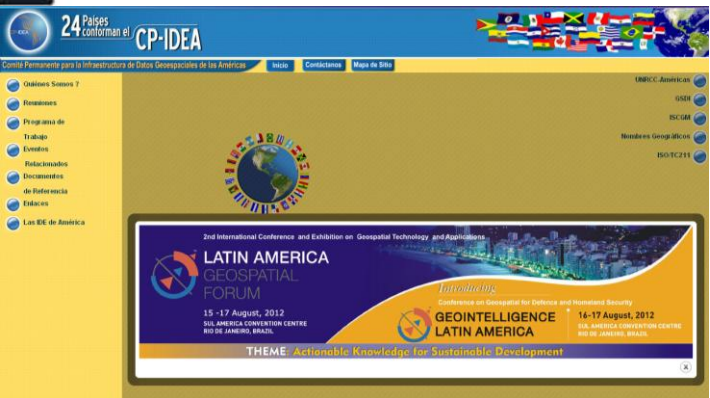 24 Países
conforman el CP-IDEA
Comité Permanente para la Infraestructura de Datos Geoespaciales de las Américas
Inicio
Contáctanos
Mapa de Sitio
Quiénes Somos ?
Reuniones
Programa de
Trabajo
Eventos
Relacionados
Documentos
de Referencia
Enlaces
Las IDE de América
UNRCC-Américas
GSDI
ISCGM
Nombres Geográficos
ISO/TC211
2nd International Conference and Exhibition on Geospatial Technology and Applications
LATIN AMERICA
GEOSPATIAL
FORUM
15 -17 August, 2012
SUL AMERICA CONVENTION CENTRE
RIO DE JANEIRO, BRAZIL
Introducing
Conference on Geospatial for Defence and Homeland Security
GEOINTELLIGENCE
LATIN AMERICA
16-17 August, 2012
SUL AMERICA CONVENTION CENTRE
RIO DE JANEIRO, BRAZIL
THEME: Actionable Knowledge for Sustainable Development